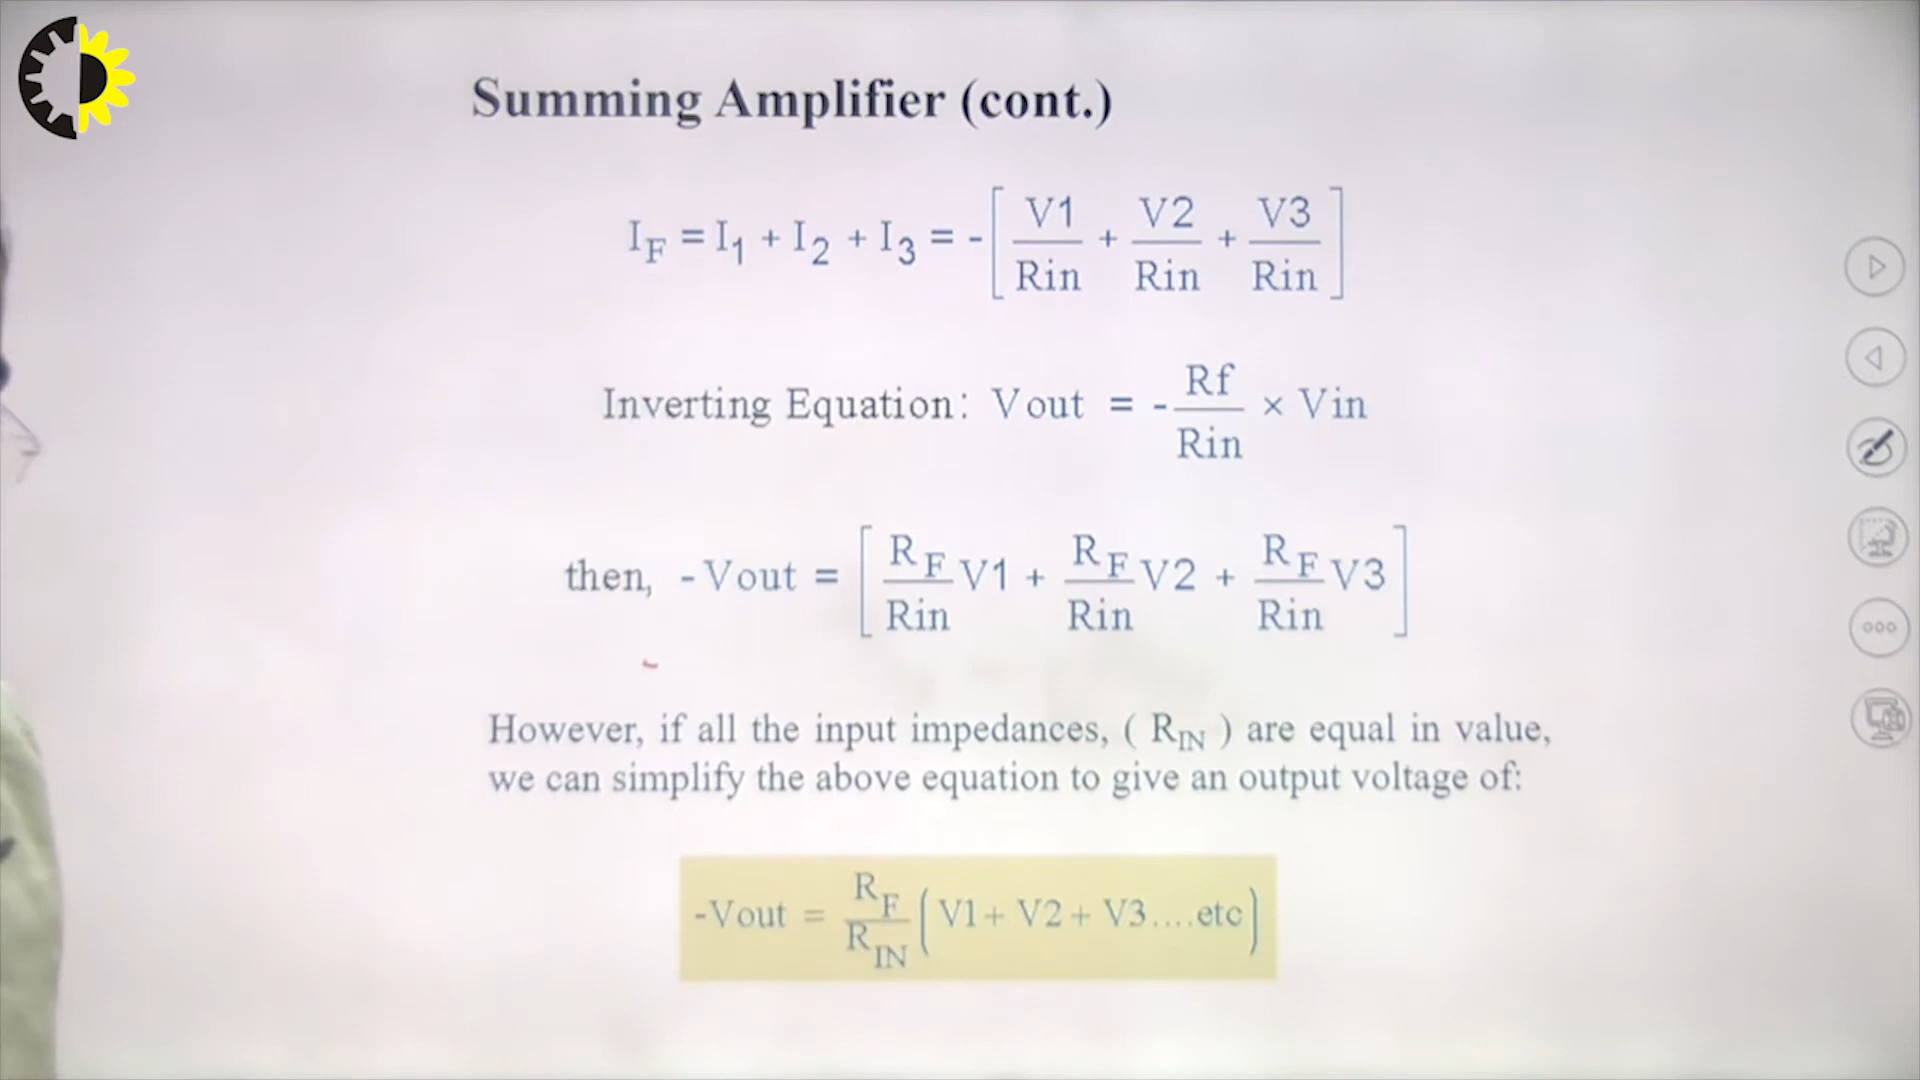 Summing Amplifier (cont.)
I_F = I_1 + I_2 + I_3 = - [ V1/Rin + V2/Rin + V3/Rin ]
Inverting Equation: Vout = - Rf/Rin × Vin
then, -Vout = [ R_F/Rin V1 + R_F/Rin V2 + R_F/Rin V3 ]
However, if all the input impedances, ( R_IN ) are equal in value,
we can simplify the above equation to give an output voltage of:
-Vout = R_F/R_IN ( V1 + V2 + V3....etc )